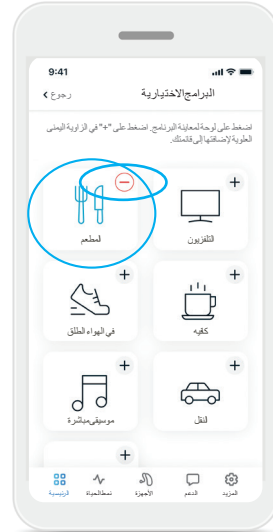 9:41
البرامج الاختيارية
رجوع
اضغط على لوحة لمعاينة البرنامج. اضغط على "+" في الزاوية اليمنى
العلوية لإضافتها إلى قائمتك.
التلفزيون
لمطعم
كافيه
في الهواء الطلق
لنقل
موسيقى مباشرة
المزيد
الدعم
الأجهزة
نمط الحياة
الرئيسية